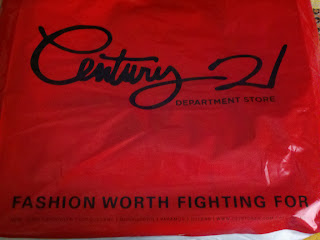 Century 21
DEPARTMENT STORE
FASHION WORTH FIGHTING FOR